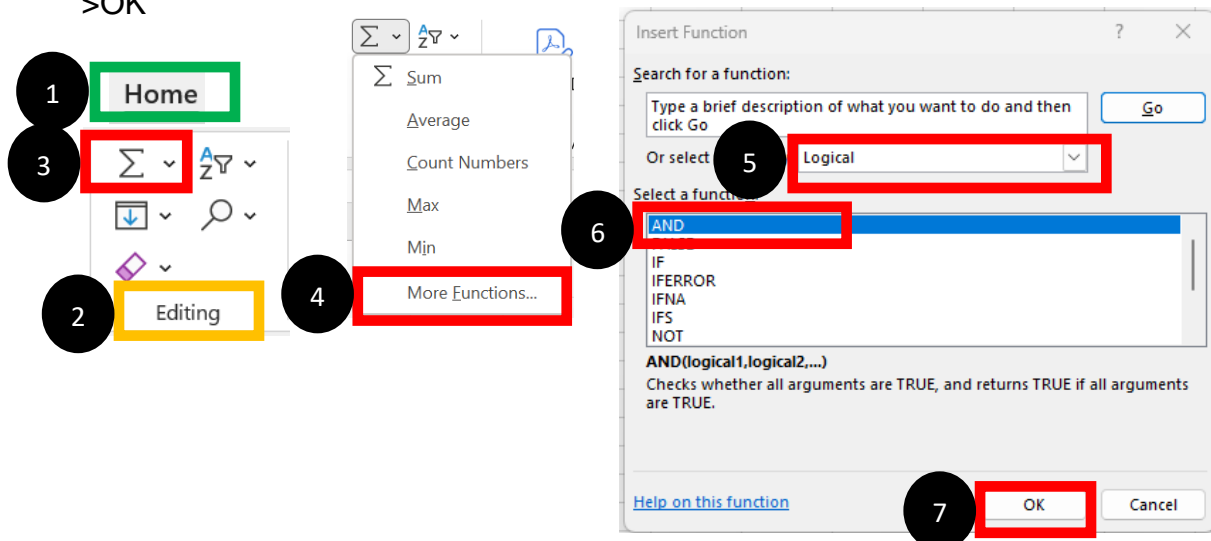 >OK
1
Home
3
2
Editing
Sum
Average
Count Numbers
Max
Min
4
More Functions...
Insert Function
?
Search for a function:
Type a brief description of what you want to do and then
click Go
Go
Or select
5
Logical
Select a function:
6
AND
FALSE
IF
IFERROR
IFNA
IFS
NOT
AND(logical1,logical2,...)
Checks whether all arguments are TRUE, and returns TRUE if all arguments
are TRUE.
Help on this function
7
OK
Cancel